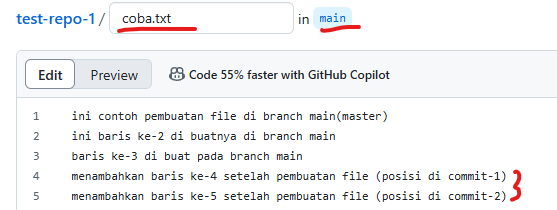 test-repo-1 / coba.txt in main
Edit Preview Code 55% faster with GitHub Copilot
1 ini contoh pembuatan file di branch main(master)
2 ini baris ke-2 di buatnya di branch main
3 baris ke-3 di buat pada branch main
4 menambahkan baris ke-4 setelah pembuatan file (posisi di commit-1)
5 menambahkan baris ke-5 setelah pembuatan file (posisi di commit-2)